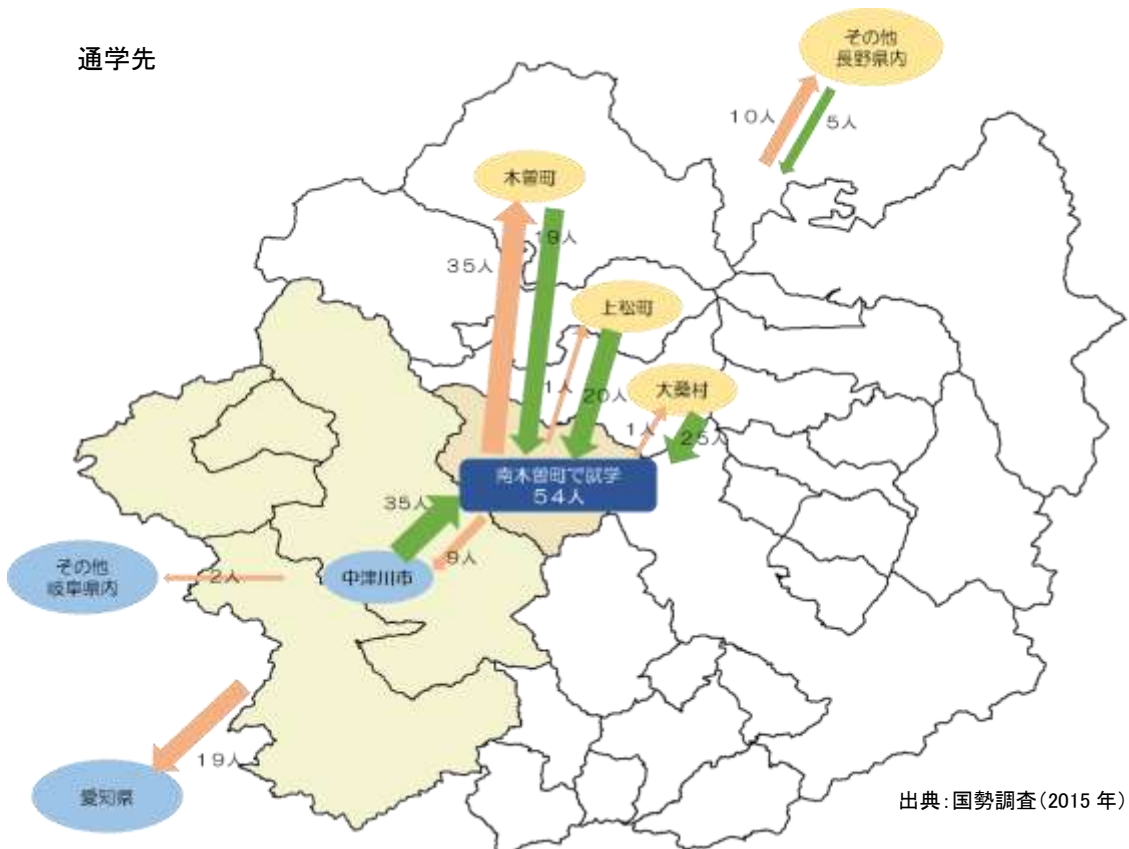 通学先
その他
長野県内
10人
5人
木曽町
19人
35人
上松町
1人
20人
大桑村
1人
25人
南木曽町で就学
54人
35人
9人
中津川市
その他
岐阜県内
2人
19人
愛知県
出典：国勢調査（2015 年）